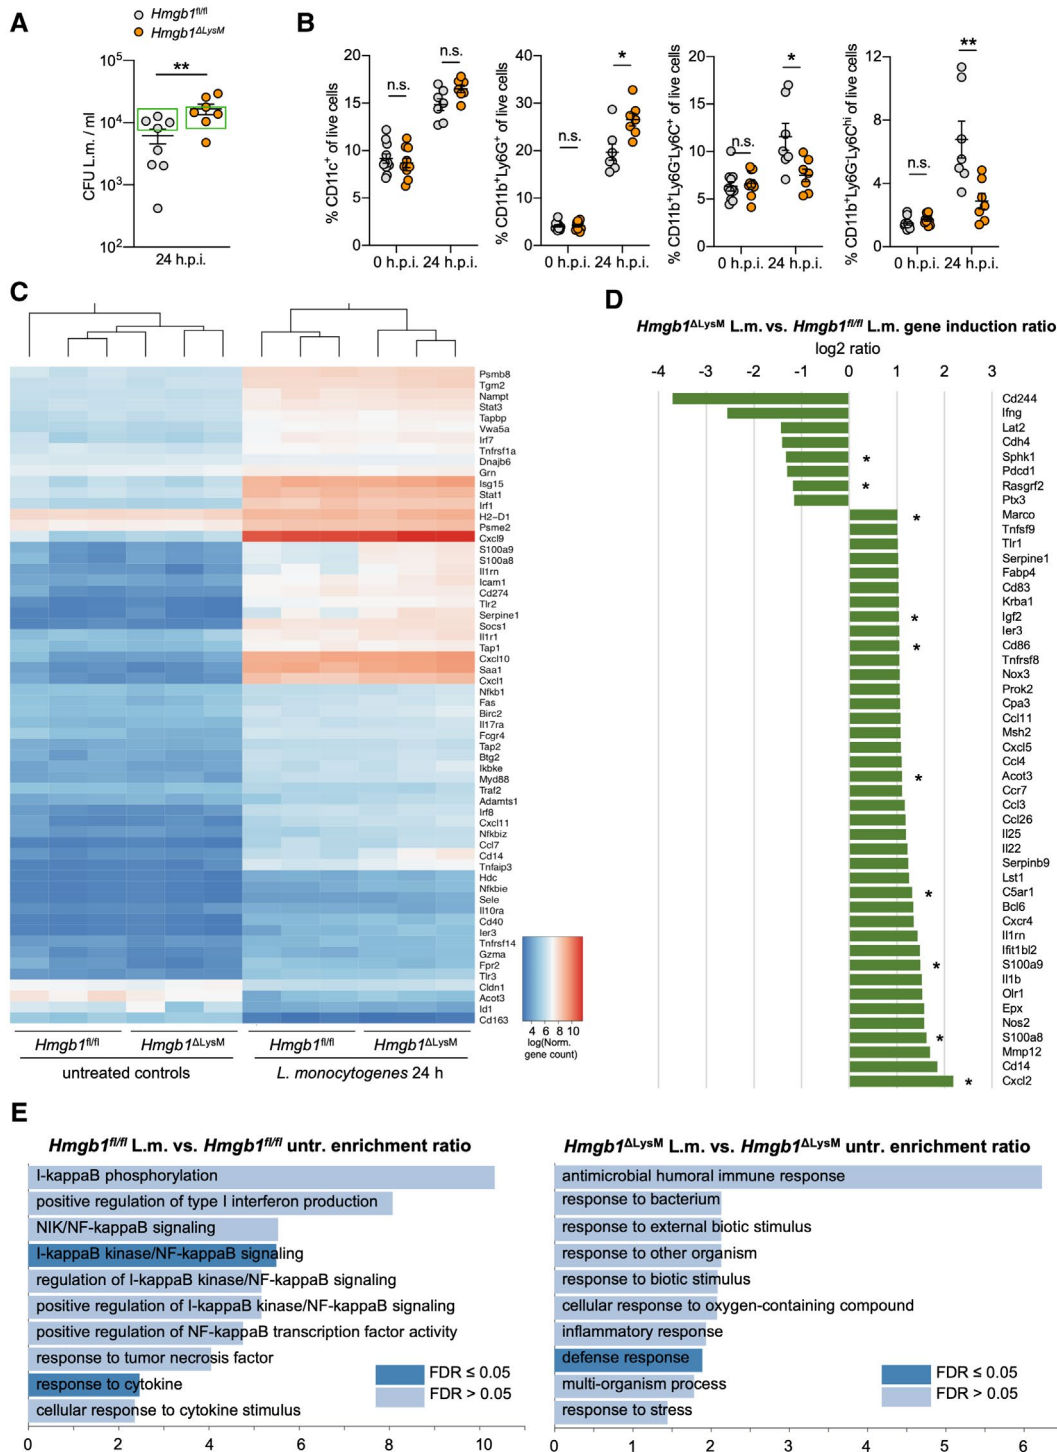 A
Hmgb1fl/fl
Hmgb1ΔLysM
CFU L.m. / ml
10^5
10^4
10^3
10^2
**
24 h.p.i.
B
% CD11c+ of live cells
20
15
10
5
0
n.s.
n.s.
0 h.p.i. 24 h.p.i.
% CD11b+Ly6G+ of live cells
40
30
20
10
0
n.s.
*
0 h.p.i. 24 h.p.i.
% CD11b+Ly6G-Ly6C+ of live cells
20
15
10
5
0
n.s.
*
0 h.p.i. 24 h.p.i.
% CD11b+Ly6G-Ly6Chi of live cells
12
8
4
0
n.s.
**
0 h.p.i. 24 h.p.i.
C
Psmb8
Tgm2
Nampt
Stat3
Tapbp
Vwa5a
Irf7
Tnfrsf1a
Dnajb6
Grn
Isg15
Stat1
Irf1
H2-D1
Psme2
Cxcl9
S100a9
S100a8
Il1rn
Icam1
Cd274
Tlr2
Serpine1
Socs1
Il1r1
Tap1
Cxcl10
Saa1
Cxcl1
Nfkb1
Fas
Birc2
Il17ra
Fcgr4
Tap2
Btg2
Ikbke
Myd88
Traf2
Adamts1
Irf8
Cxcl11
Nfkbiz
Ccl7
Cd14
Tnfaip3
Hdc
Nfkbie
Sele
Il10ra
Cd40
Ier3
Tnfrsf14
Gzma
Fpr2
Tlr3
Cldn1
Acot3
Id1
Cd163
4 6 8 10
log(Norm.
gene count)
Hmgb1fl/fl Hmgb1ΔLysM Hmgb1fl/fl Hmgb1ΔLysM
untreated controls L. monocytogenes 24 h
D
Hmgb1ΔLysM L.m. vs. Hmgb1fl/fl L.m. gene induction ratio
log2 ratio
-4 -3 -2 -1 0 1 2 3
Cd244
Ifng
Lat2
Cdh4
Sphk1 *
Pdcd1
Rasgrf2 *
Ptx3
Marco *
Tnfsf9
Tlr1
Serpine1
Fabp4
Cd83
Krba1
Igf2 *
Ier3
Cd86 *
Tnfrsf8
Nox3
Prok2
Cpa3
Ccl11
Msh2
Cxcl5
Ccl4
Acot3 *
Ccr7
Ccl3
Ccl26
Il25
Il22
Serpinb9
Lst1
C5ar1 *
Bcl6
Cxcr4
Il1rn
Ifit1bl2
S100a9 *
Il1b
Olr1
Epx
Nos2
S100a8 *
Mmp12
Cd14
Cxcl2 *
E
Hmgb1fl/fl L.m. vs. Hmgb1fl/fl untr. enrichment ratio
I-kappaB phosphorylation
positive regulation of type I interferon production
NIK/NF-kappaB signaling
I-kappaB kinase/NF-kappaB signaling
regulation of I-kappaB kinase/NF-kappaB signaling
positive regulation of I-kappaB kinase/NF-kappaB signaling
positive regulation of NF-kappaB transcription factor activity
response to tumor necrosis factor
response to cytokine
cellular response to cytokine stimulus
FDR ≤ 0.05
FDR > 0.05
0 2 4 6 8 10
Hmgb1ΔLysM L.m. vs. Hmgb1ΔLysM untr. enrichment ratio
antimicrobial humoral immune response
response to bacterium
response to external biotic stimulus
response to other organism
response to biotic stimulus
cellular response to oxygen-containing compound
inflammatory response
defense response
multi-organism process
response to stress
FDR ≤ 0.05
FDR > 0.05
0 1 2 3 4 5 6